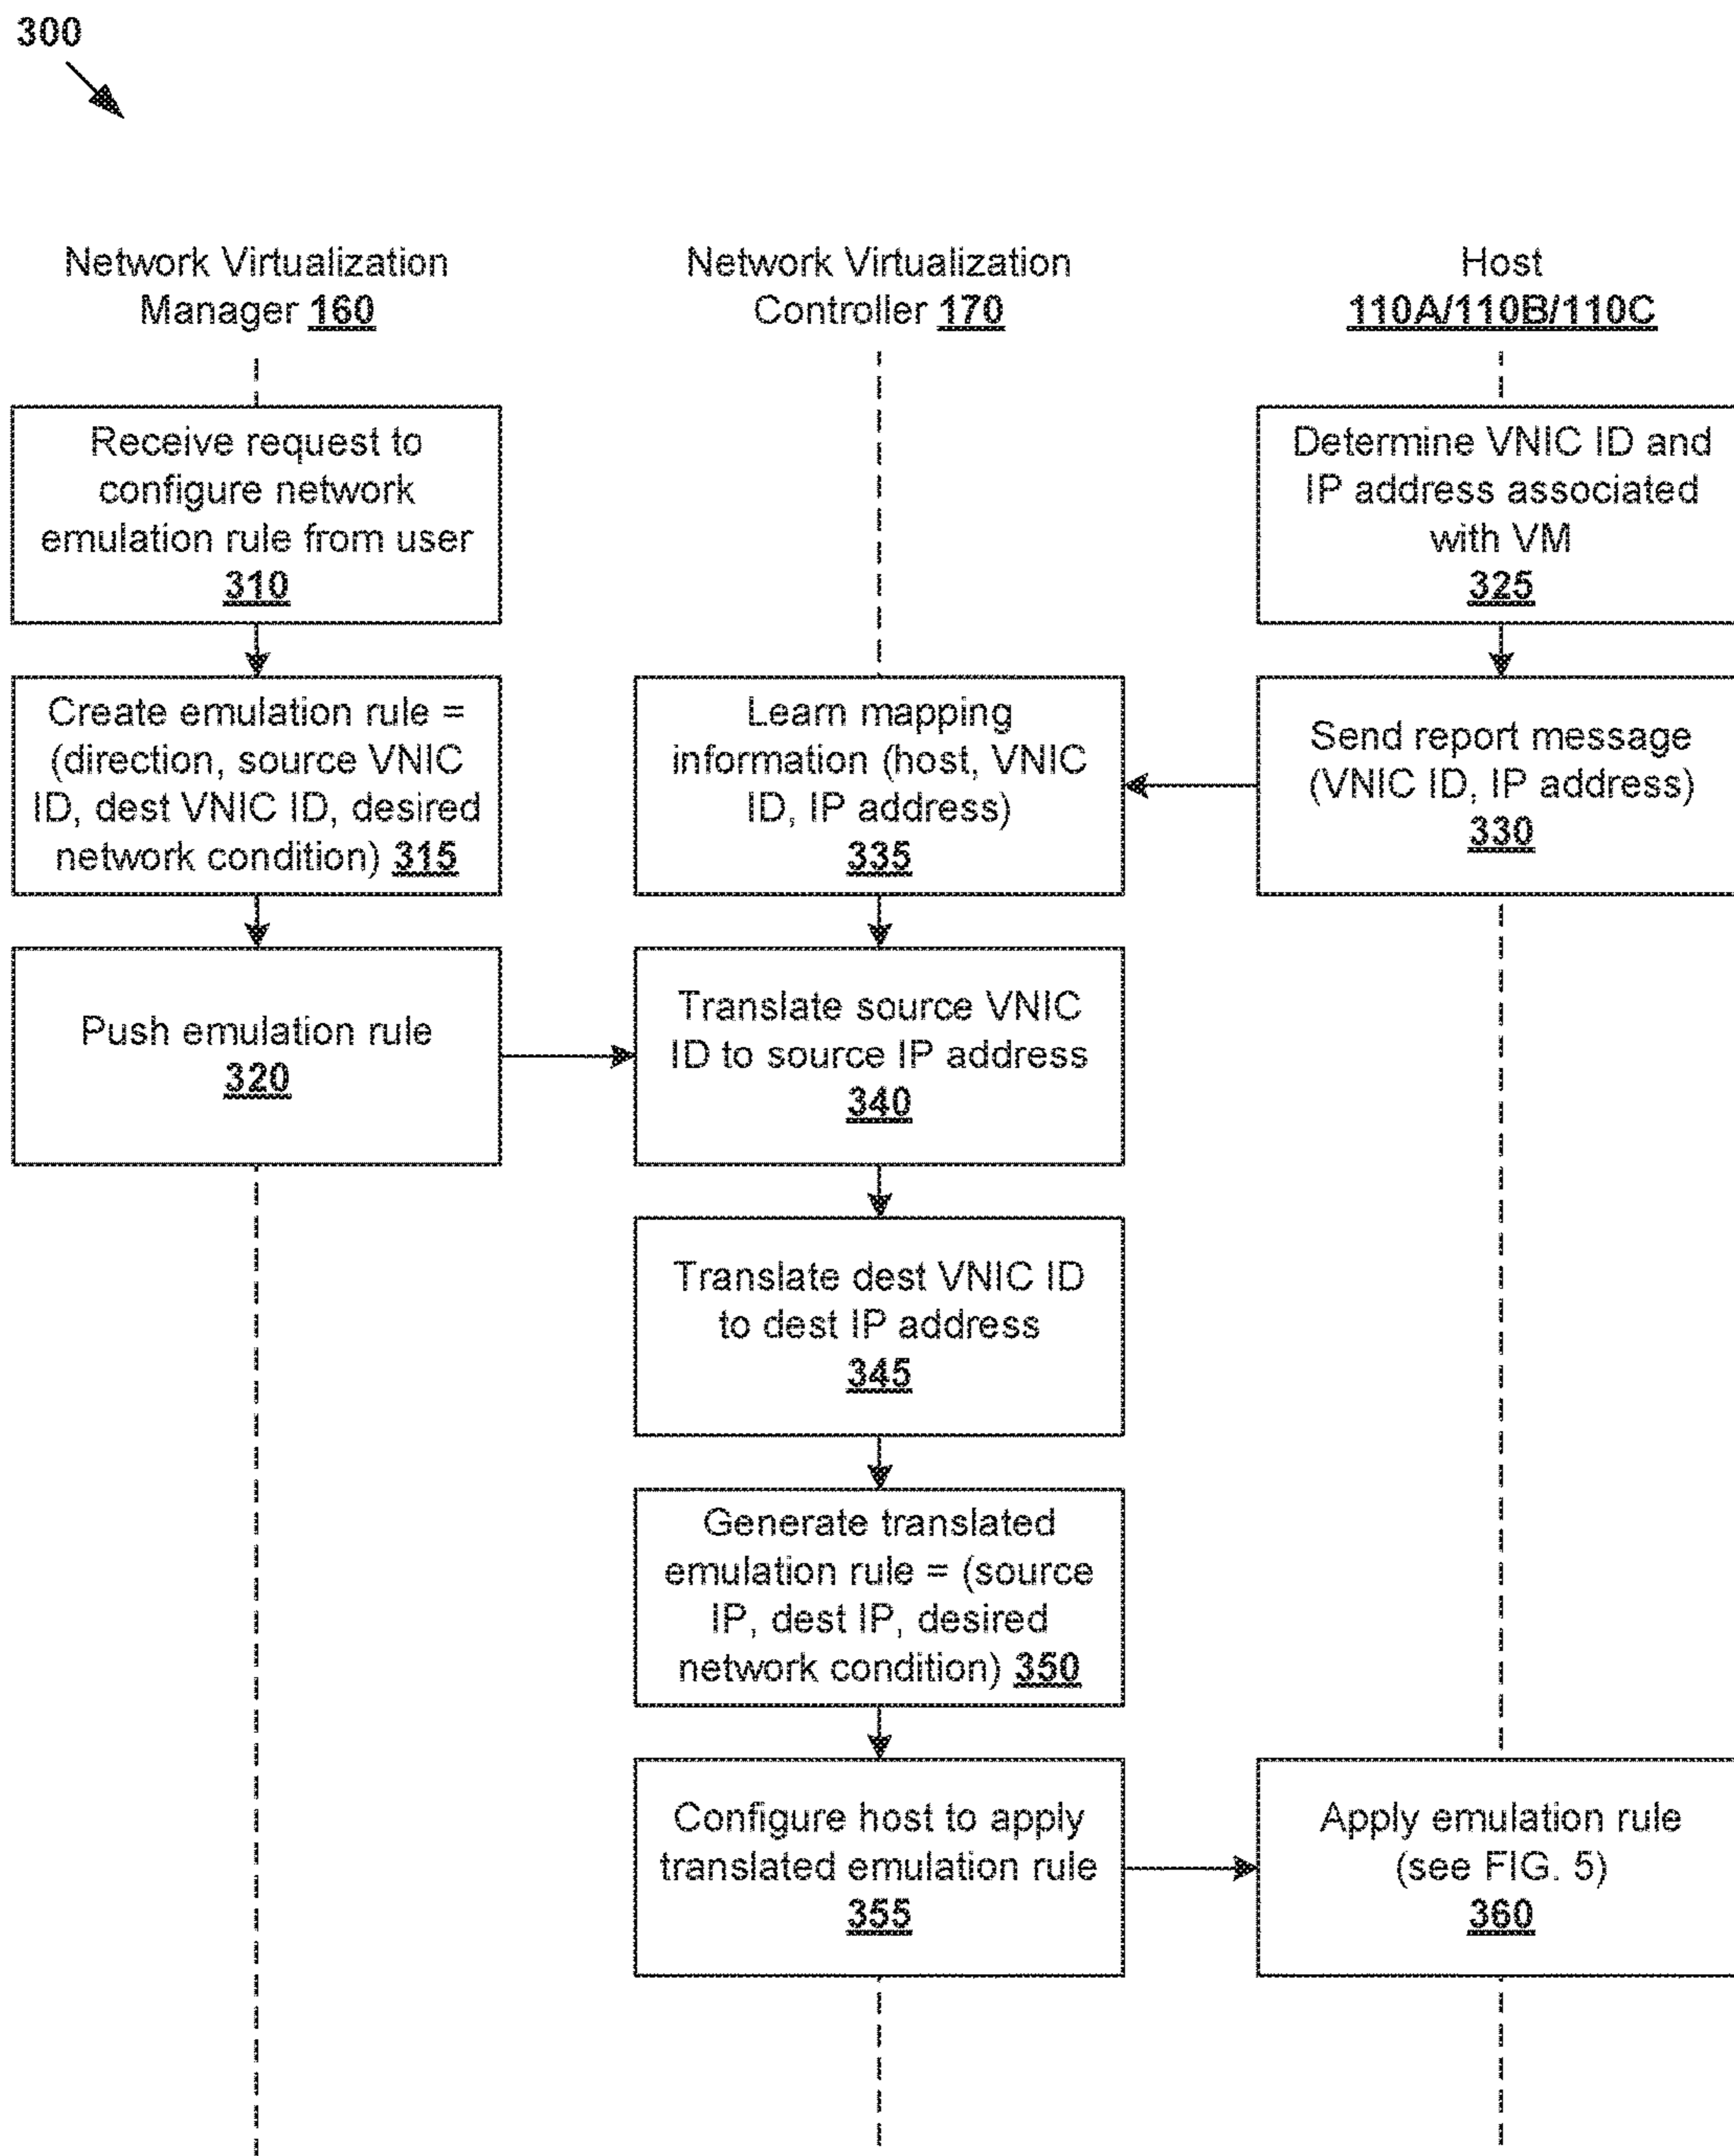 300
Network Virtualization
Manager 160
Network Virtualization
Controller 170
Host
110A/110B/110C
Receive request to
configure network
emulation rule from user
310
Determine VNIC ID and
IP address associated
with VM
325
Create emulation rule =
(direction, source VNIC
ID, dest VNIC ID, desired
network condition) 315
Learn mapping
information (host, VNIC
ID, IP address)
335
Send report message
(VNIC ID, IP address)
330
Push emulation rule
320
Translate source VNIC
ID to source IP address
340
Translate dest VNIC ID
to dest IP address
345
Generate translated
emulation rule = (source
IP, dest IP, desired
network condition) 350
Configure host to apply
translated emulation rule
355
Apply emulation rule
(see FIG. 5)
360